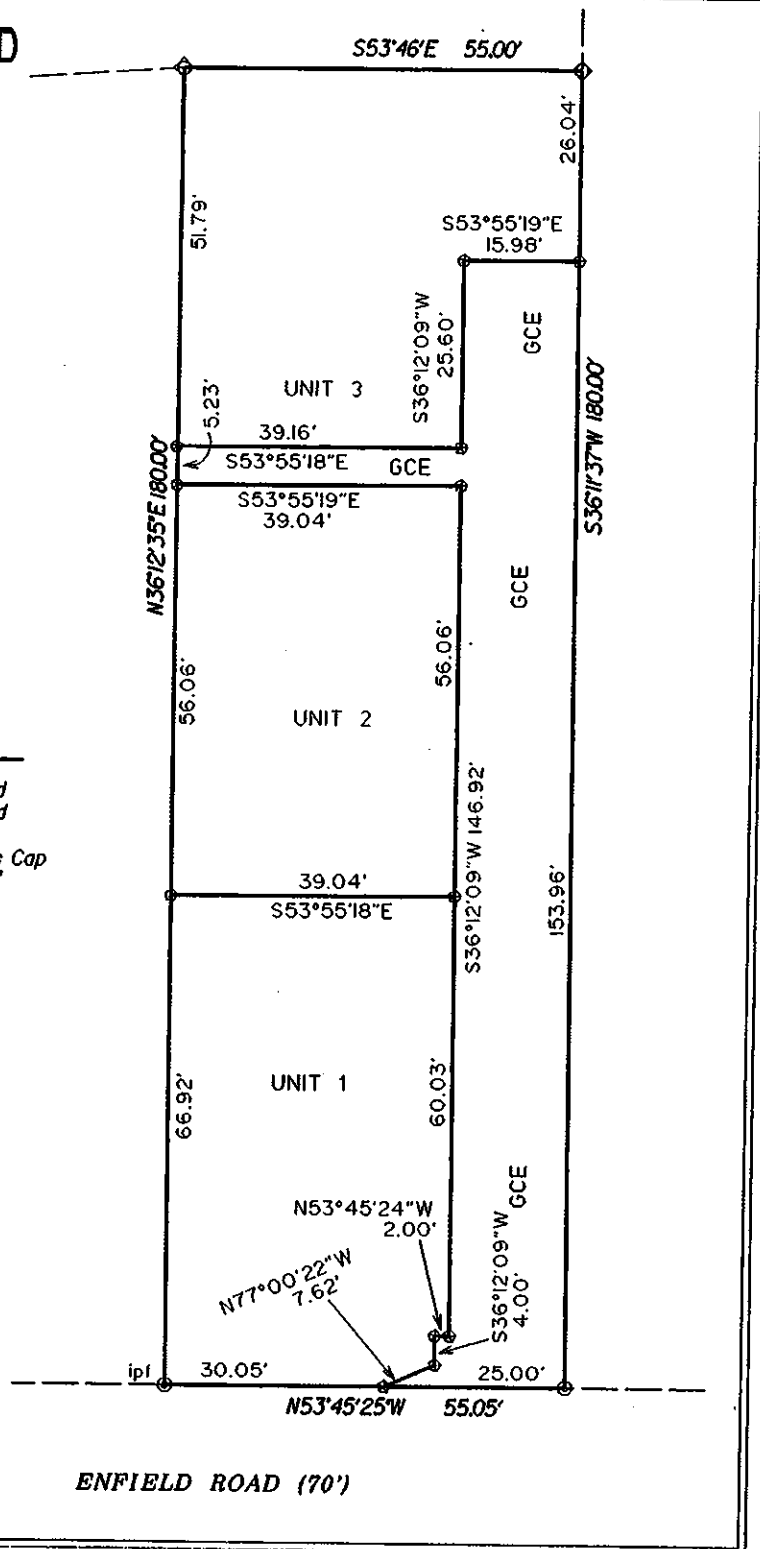 D
S53°46'E 55.00'
26.04'
51.79'
S53°55'19"E
15.98'
S36°12'09"W
25.60'
GCE
UNIT 3
5.23'
39.16'
S53°55'18"E
GCE
N36°12'35"E 180.00'
S36°11'37"W 180.00'
S53°55'19"E
39.04'
GCE
56.06'
56.06'
UNIT 2
S36°12'09"W 146.92'
d
d
Cap
39.04'
S53°55'18"E
153.96'
UNIT 1
66.92'
60.03'
GCE
N53°45'24"W
2.00'
S36°12'09"W
4.00'
N77°00'22"W
7.62'
ipf
30.05'
25.00'
N53°45'25"W 55.05'
ENFIELD ROAD (70')